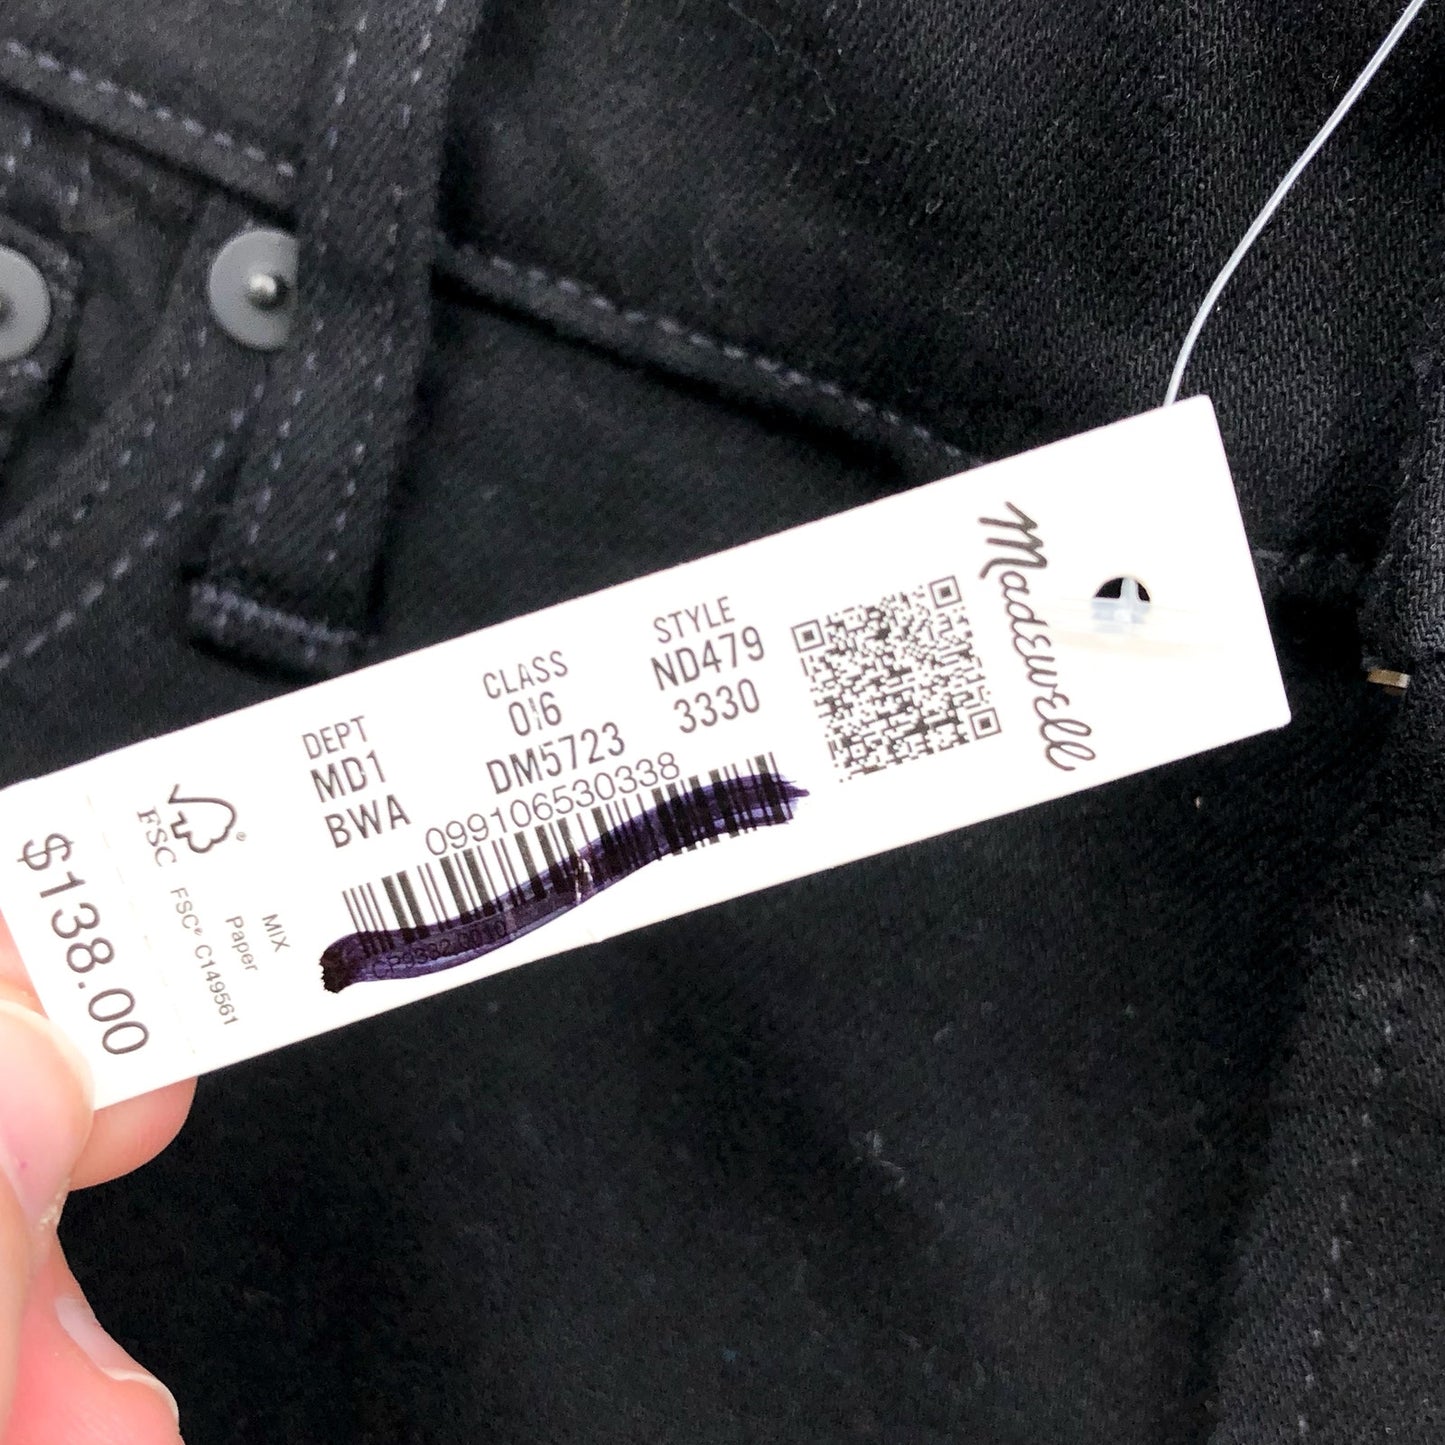 Madewell
DEPT CLASS STYLE
MD1 016 ND479
BWA DM5723 3330
099106530338
FSC®
MIX
Paper
FSC® C149561
$138.00